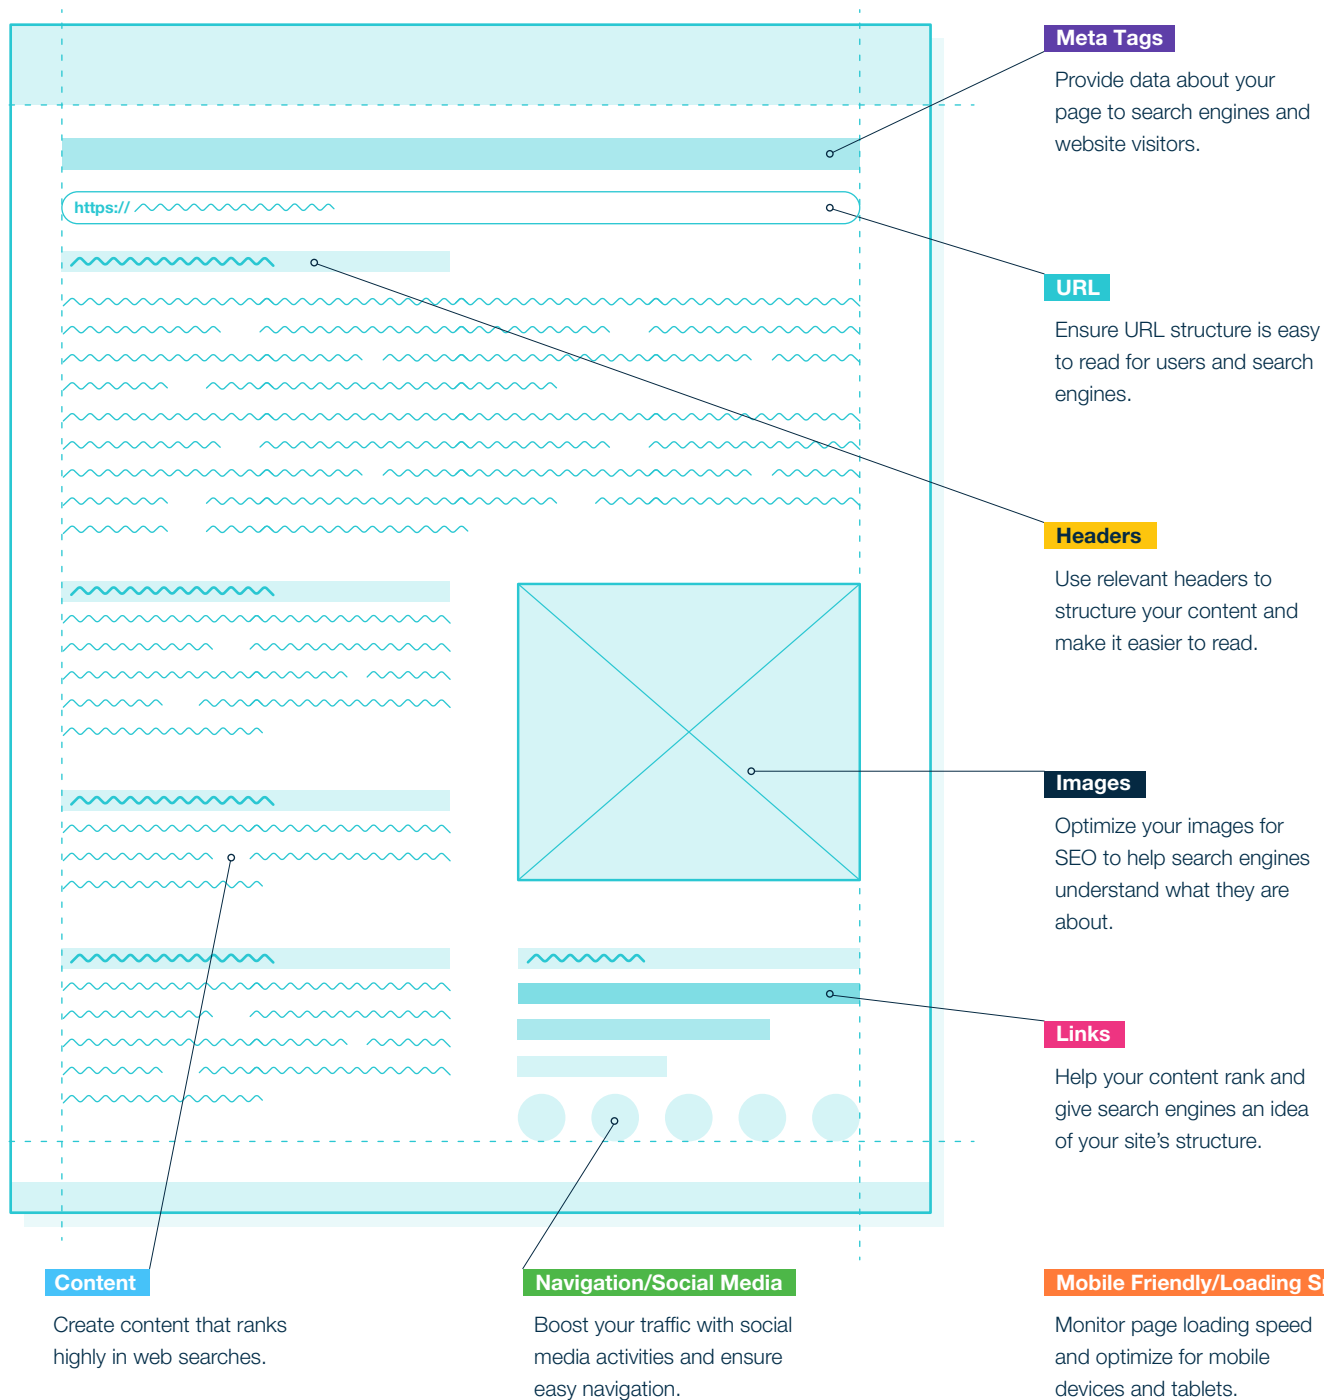 Meta Tags
Provide data about your
page to search engines and
website visitors.
https://
URL
Ensure URL structure is easy
to read for users and search
engines.
Headers
Use relevant headers to
structure your content and
make it easier to read.
Images
Optimize your images for
SEO to help search engines
understand what they are
about.
Links
Help your content rank and
give search engines an idea
of your site’s structure.
Content
Create content that ranks
highly in web searches.
Navigation/Social Media
Boost your traffic with social
media activities and ensure
easy navigation.
Mobile Friendly/Loading
Monitor page loading speed
and optimize for mobile
devices and tablets.